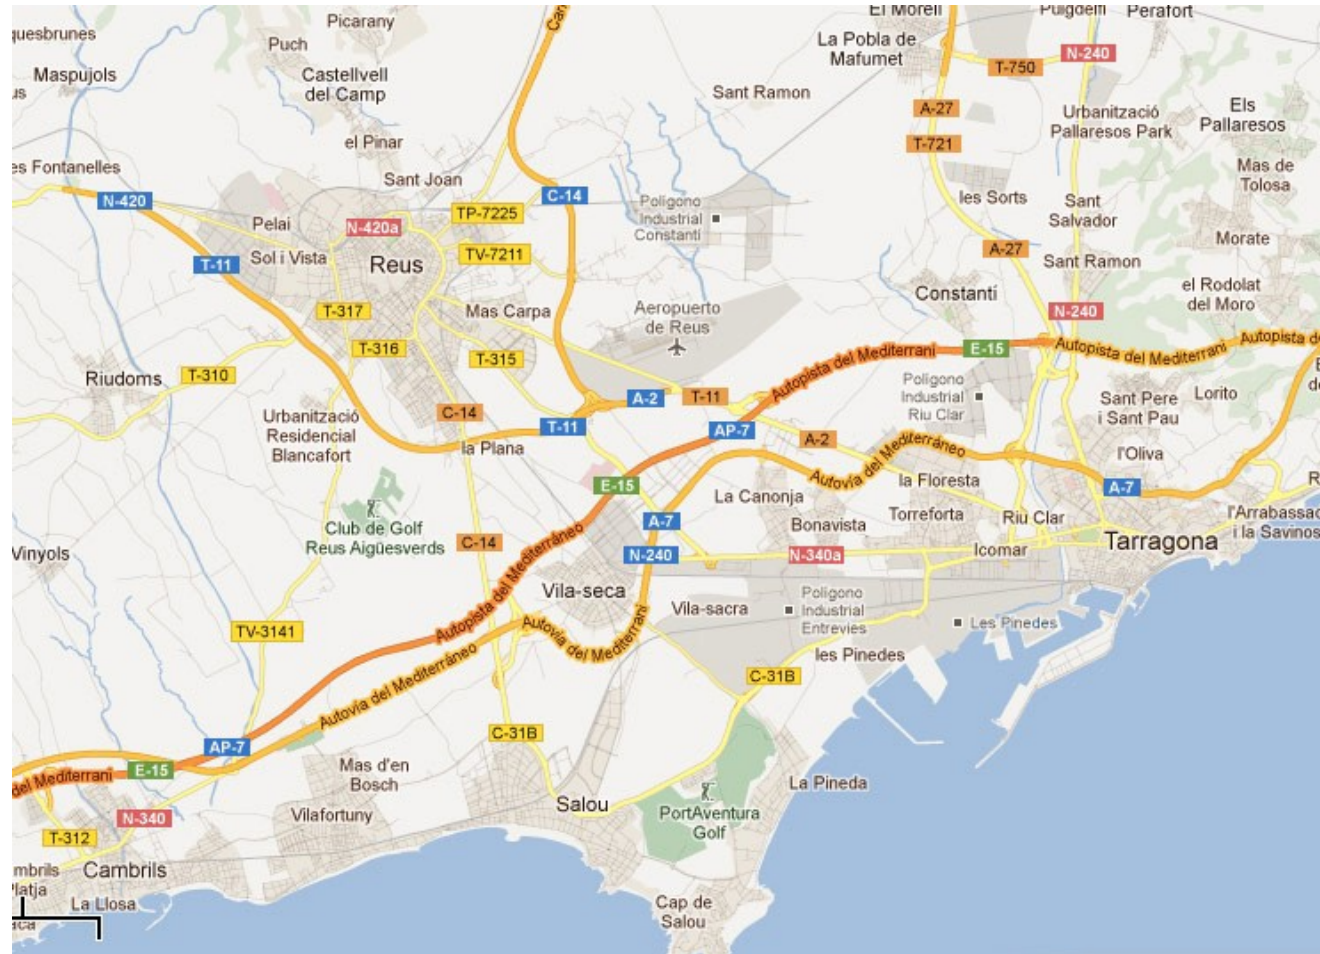 El Morell
Puigdelfí
Perafort
Picarany
quesbrunes
Puch
La Pobla de
Mafumet
N-240
T-750
Maspujols
Castellvell
del Camp
Sant Ramon
A-27
Urbanització
Pallaresos Park
Els
Pallaresos
el Pinar
T-721
es Fontanelles
Mas de
Tolosa
Sant Joan
N-420
C-14
Polígono
Industrial
Constantí
les Sorts
Sant
Salvador
TP-7225
Pelai
N-420a
Morate
TV-7211
A-27
Sol i Vista
Reus
T-11
Sant Ramon
Constantí
el Rodolat
del Moro
T-317
Mas Carpa
Aeropuerto
de Reus
N-240
T-316
T-315
Autopista del Mediterrani
E-15
Autopista del Mediterrani
Autopista de
Riudoms
T-310
Polígono
Industrial
Riu Clar
Sant Pere
i Sant Pau
Lorito
A-2
T-11
Urbanització
Residencial
Blancafort
C-14
T-11
AP-7
A-2
la Plana
Autovía del Mediterráneo
l'Oliva
E-15
la Floresta
A-7
La Canonja
Club de Golf
Reus Aigüesverds
A-7
Bonavista
Torreforta
Riu Clar
l'Arrabassac
i la Savinos
Vinyols
C-14
Autopista del Mediterráneo
N-240
N-340a
Icomar
Tarragona
Vila-seca
Vila-sacra
Polígono
Industrial
Entrevies
Les Pinedes
TV-3141
Autovía del Mediterrani
les Pinedes
Autovía del Mediterráneo
C-31B
C-31B
AP-7
del Mediterrani
E-15
Mas d'en
Bosch
La Pineda
Salou
PortAventura
Golf
N-340
Vilafortuny
T-312
Cambrils
mbrils
Platja
La Llosa
Cap de
Salou